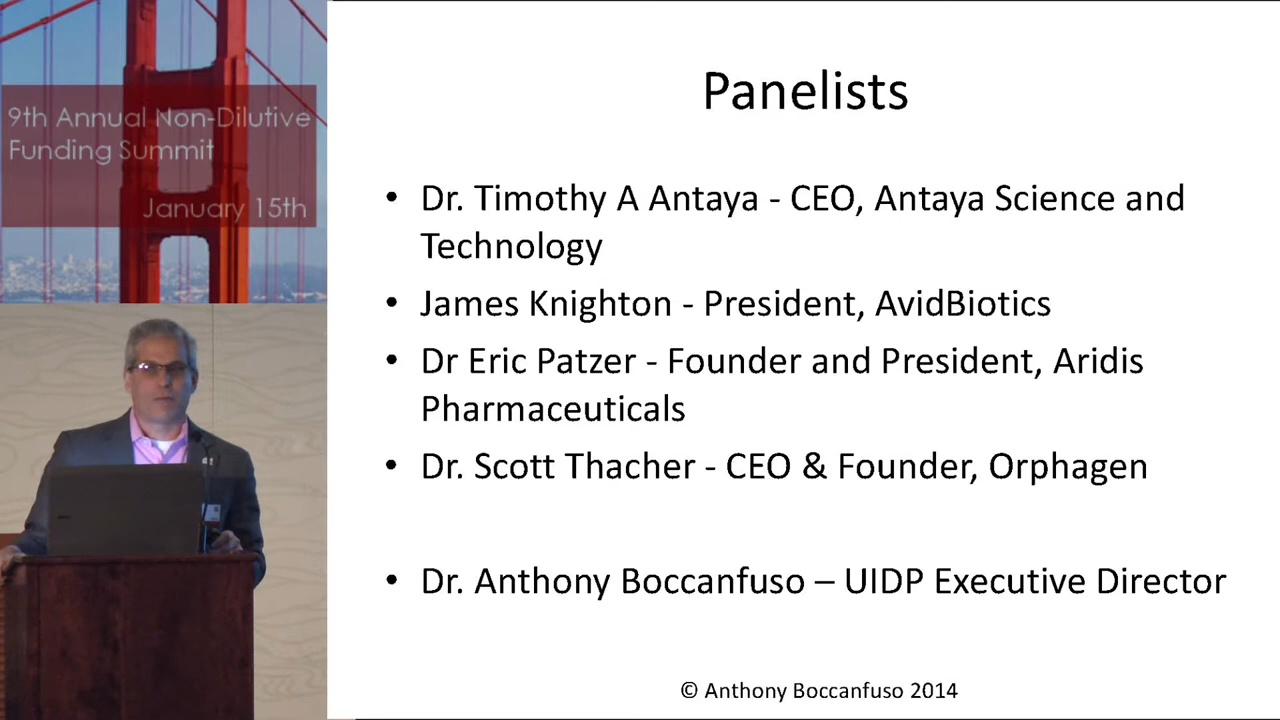 9th Annual Non-Dilutive
Funding Summit
January 15th
Panelists
• Dr. Timothy A Antaya - CEO, Antaya Science and
Technology
• James Knighton - President, AvidBiotics
• Dr Eric Patzer - Founder and President, Aridis
Pharmaceuticals
• Dr. Scott Thacher - CEO & Founder, Orphagen
• Dr. Anthony Boccanfuso – UIDP Executive Director
© Anthony Boccanfuso 2014